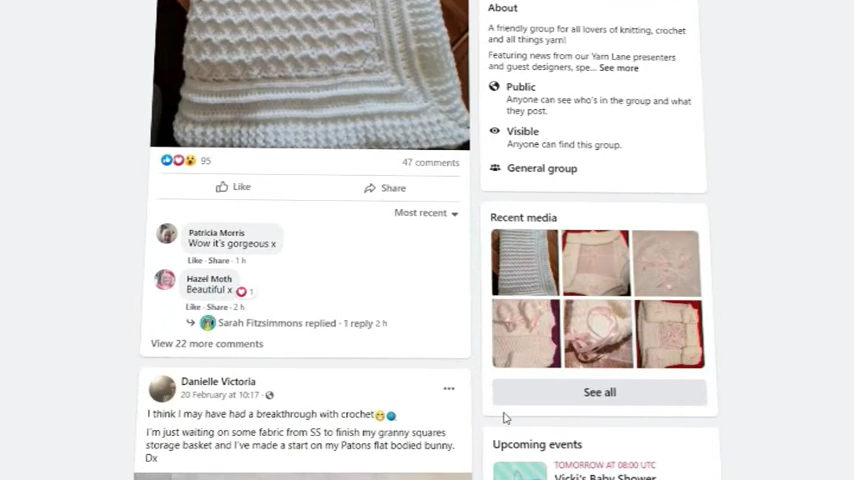 95
47 comments
Like
Share
Most recent
Patricia Morris
Wow it's gorgeous x
Like · Share · 1 h
Hazel Moth
Beautiful x
1
Like · Share · 2 h
Sarah Fitzsimmons replied · 1 reply 2 h
View 22 more comments
Danielle Victoria
20 February at 10:17 ·
I think I may have had a breakthrough with crochet
I'm just waiting on some fabric from SS to finish my granny squares
storage basket and I've made a start on my Patons flat bodied bunny.
Dx
About
A friendly group for all lovers of knitting, crochet
and all things yarn!
Featuring news from our Yarn Lane presenters
and guest designers, spe... See more
Public
Anyone can see who's in the group and what
they post.
Visible
Anyone can find this group.
General group
Recent media
See all
Upcoming events
TOMORROW AT 08:00 UTC
Vicki's Baby Shower